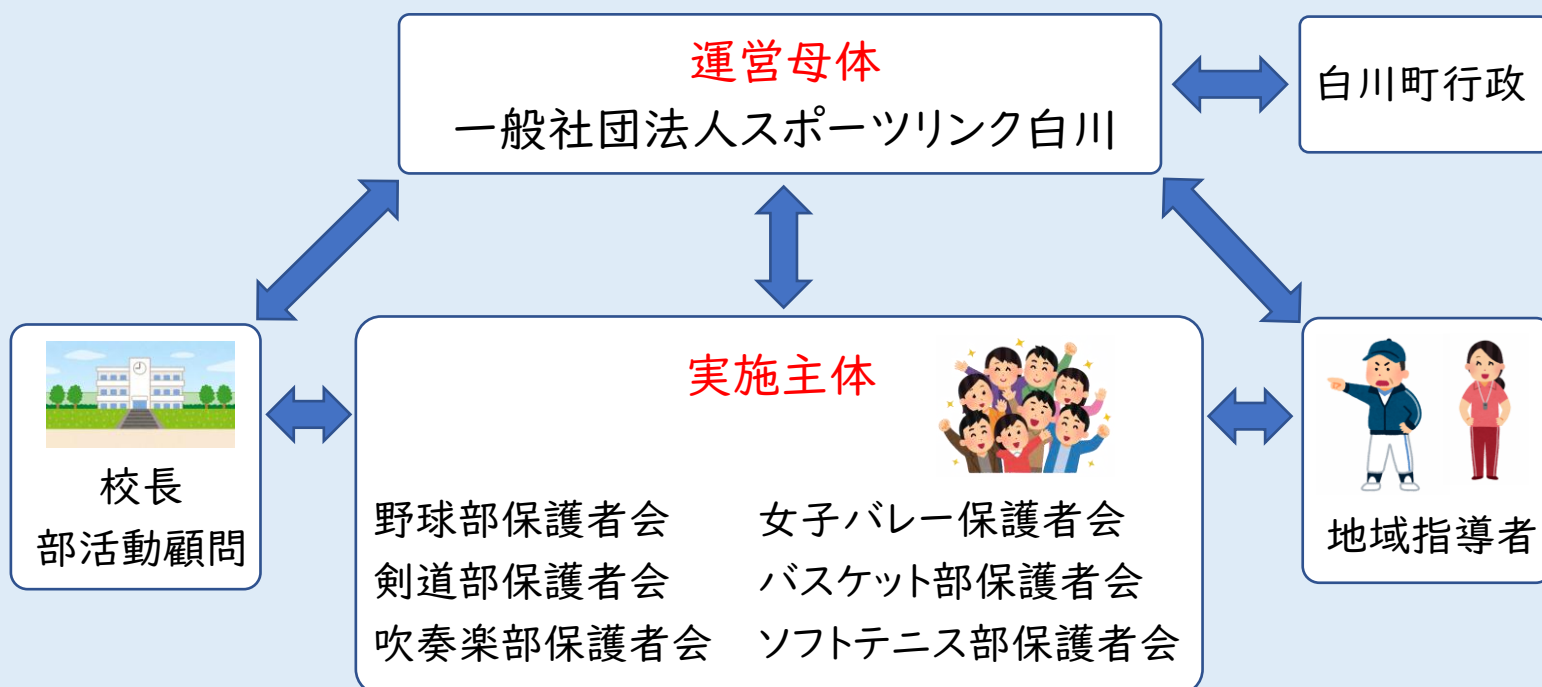 運営母体
一般社団法人スポーツリンク白川
白川町行政
校長
部活動顧問
実施主体
野球部保護者会
女子バレー保護者会
剣道部保護者会
バスケット部保護者会
吹奏楽部保護者会
ソフトテニス部保護者会
地域指導者